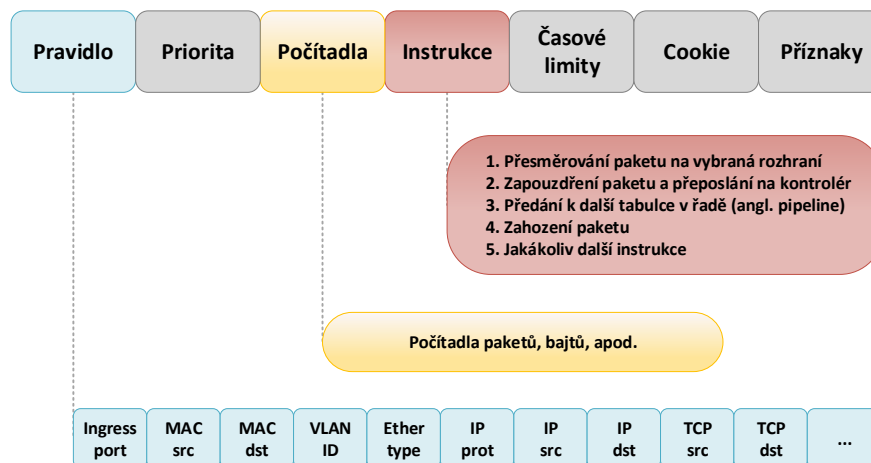 Pravidlo
Priorita
Počítadla
Instrukce
Časové
limity
Cookie
Příznaky
1. Přesměrování paketu na vybraná rozhraní
2. Zapouzdření paketu a přeposlání na kontrolér
3. Předání k další tabulce v řadě (angl. pipeline)
4. Zahození paketu
5. Jakákoliv další instrukce
Počítadla paketů, bajtů, apod.
Ingress
port
MAC
src
MAC
dst
VLAN
ID
Ether
type
IP
prot
IP
src
IP
dst
TCP
src
TCP
dst
...